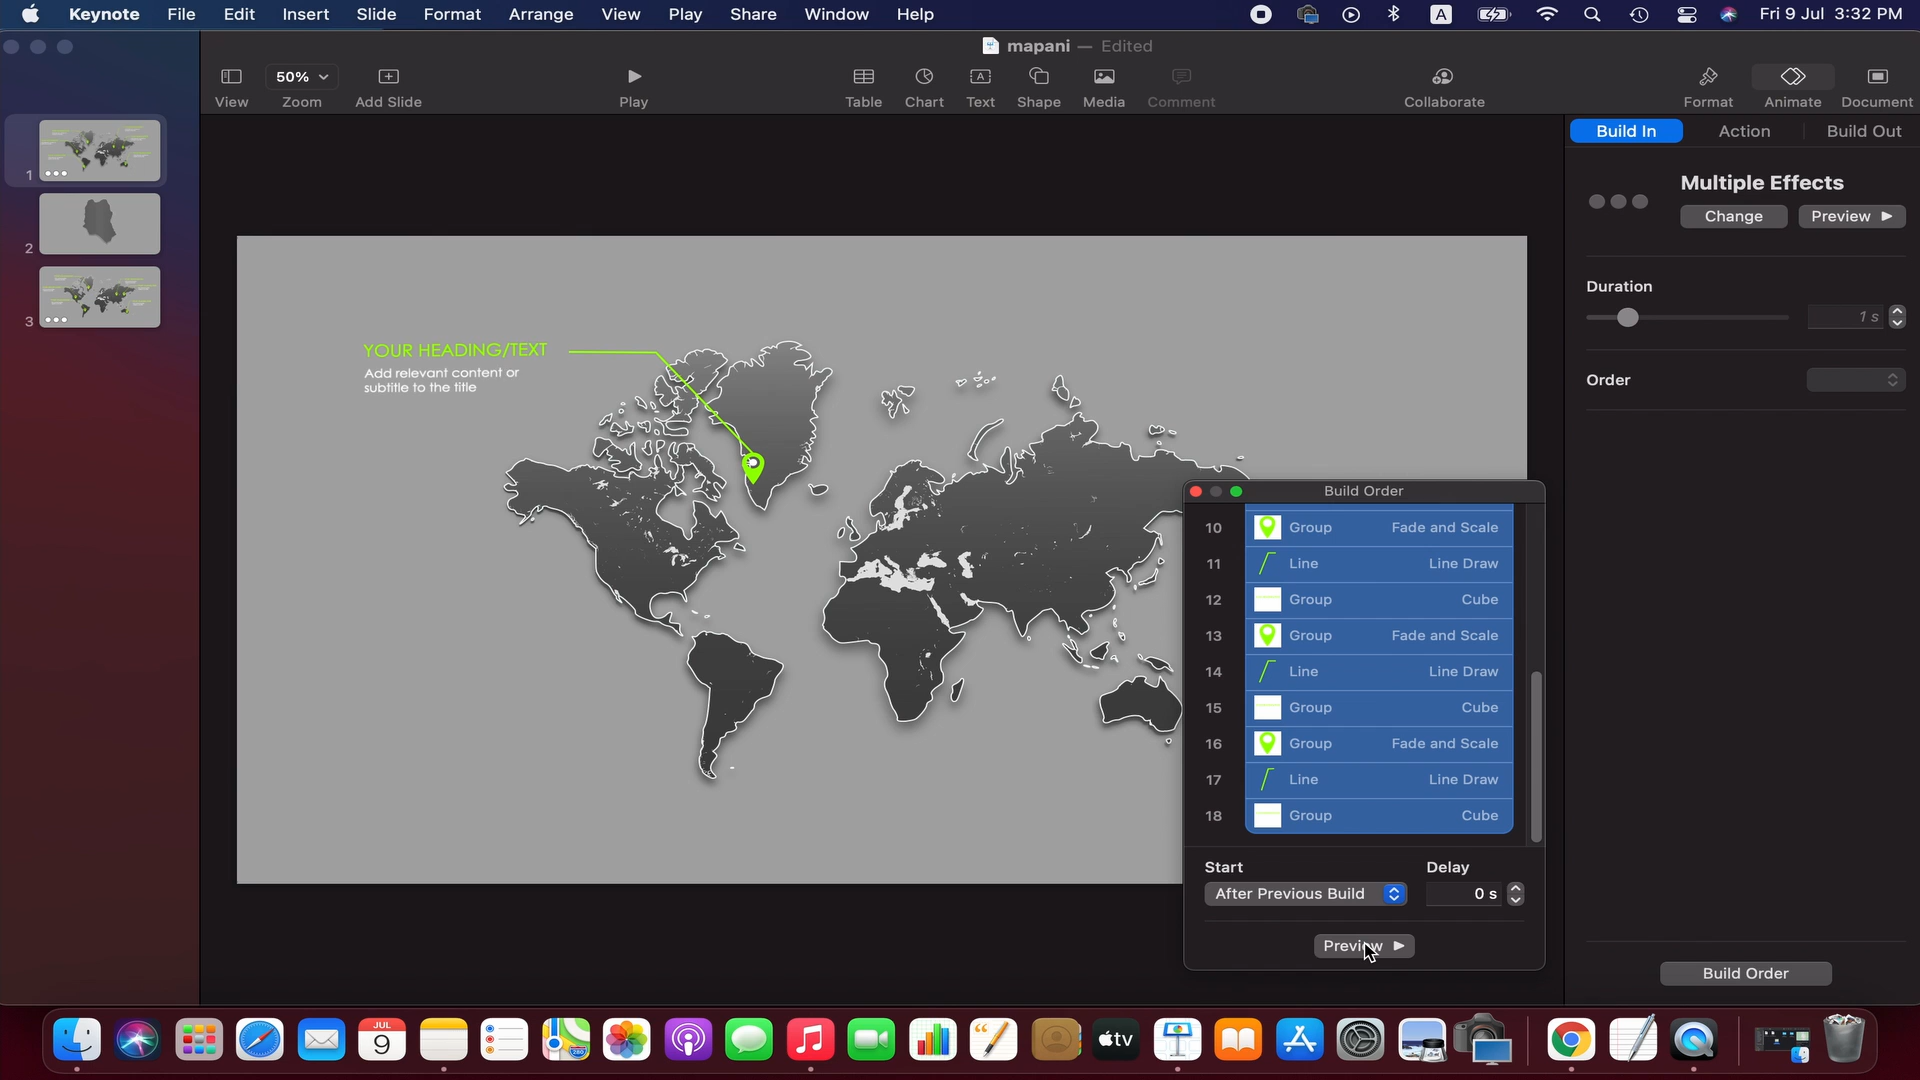 Keynote File Edit Insert Slide Format Arrange View Play Share Window Help A Fri 9 Jul 3:32 PM
mapani — Edited
50%
View Zoom Add Slide Play Table Chart Text Shape Media Comment Collaborate Format Animate Document
Build In Action Build Out
1
2
3
Multiple Effects
Change Preview
Duration
1 s
Order
YOUR HEADING/TEXT
Add relevant content or
subtitle to the title
Build Order
10 Group Fade and Scale
11 Line Line Draw
12 Group Cube
13 Group Fade and Scale
14 Line Line Draw
15 Group Cube
16 Group Fade and Scale
17 Line Line Draw
18 Group Cube
Start Delay
After Previous Build 0 s
Preview
Build Order
JUL
9
280
tv